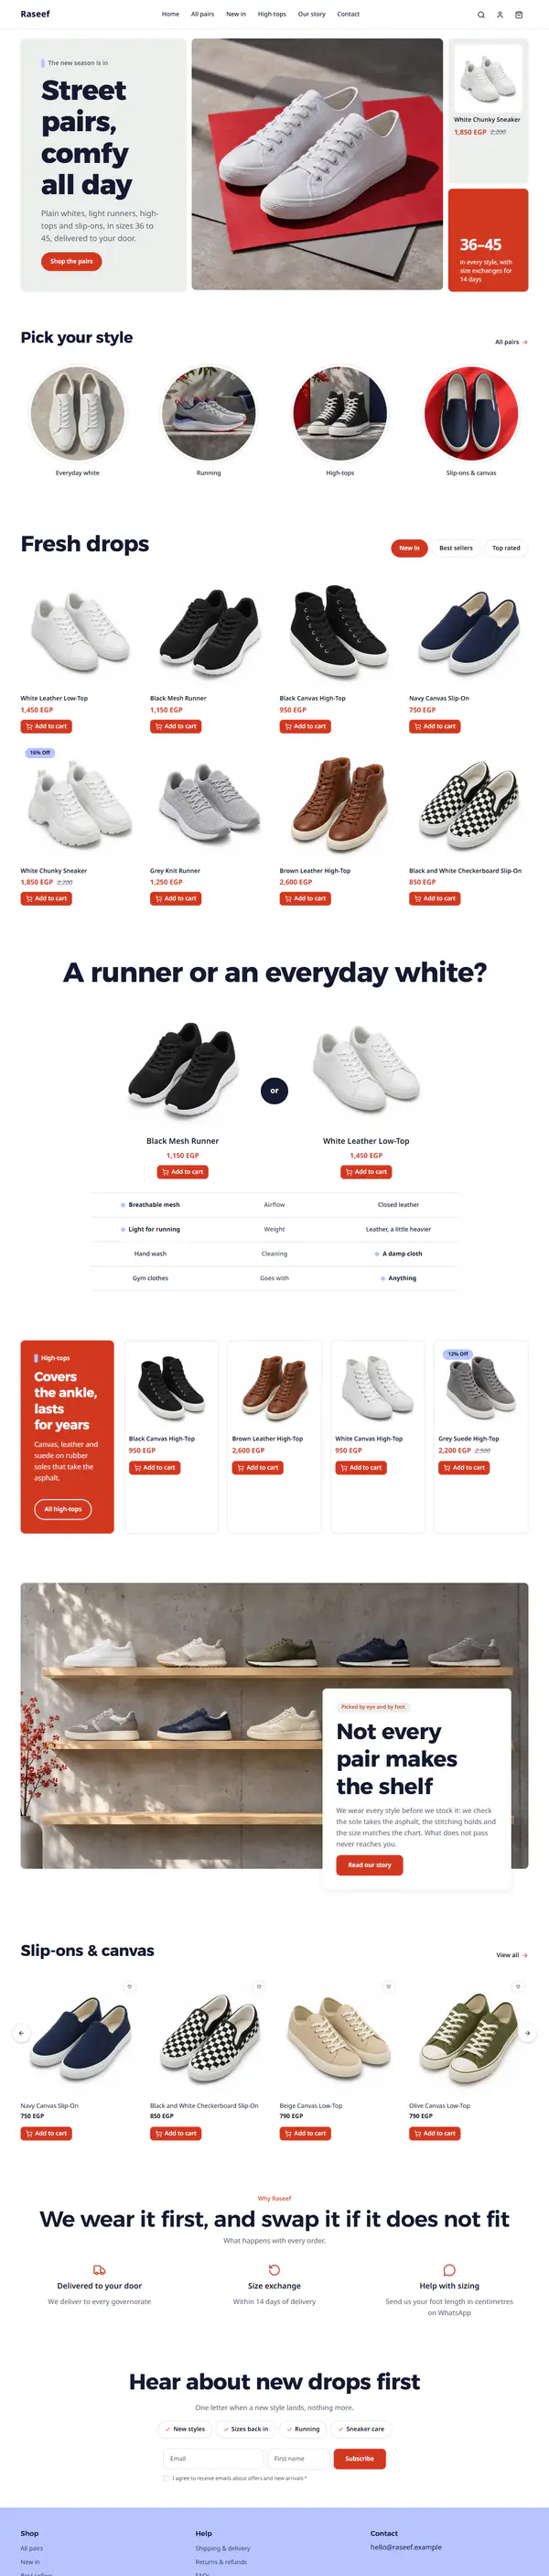 Raseef
Home All pairs New in High-tops Our story Contact
The new season is in
Street
pairs,
comfy
all day
Plain whites, light runners, high-
tops and slip-ons, in sizes 36 to
45, delivered to your door.
Shop the pairs
White Chunky Sneaker
1,850 EGP 2,200
36–45
in every style, with
size exchanges for
14 days
Pick your style
All pairs →
Everyday white
Running
High-tops
Slip-ons & canvas
Fresh drops
New in Best sellers Top rated
White Leather Low-Top
1,450 EGP
Add to cart
Black Mesh Runner
1,150 EGP
Add to cart
Black Canvas High-Top
950 EGP
Add to cart
Navy Canvas Slip-On
750 EGP
Add to cart
16% Off
White Chunky Sneaker
1,850 EGP 2,200
Add to cart
Grey Knit Runner
1,250 EGP
Add to cart
Brown Leather High-Top
2,600 EGP
Add to cart
Black and White Checkerboard Slip-On
850 EGP
Add to cart
A runner or an everyday white?
or
Black Mesh Runner
1,150 EGP
Add to cart
White Leather Low-Top
1,450 EGP
Add to cart
Breathable mesh Airflow Closed leather
Light for running Weight Leather, a little heavier
Hand wash Cleaning A damp cloth
Gym clothes Goes with Anything
High-tops
Covers
the ankle,
lasts
for years
Canvas, leather and
suede on rubber
soles that take the
asphalt.
All high-tops
Black Canvas High-Top
950 EGP
Add to cart
Brown Leather High-Top
2,600 EGP
Add to cart
White Canvas High-Top
950 EGP
Add to cart
12% Off
Grey Suede High-Top
2,200 EGP 2,500
Add to cart
Picked by eye and by foot
Not every
pair makes
the shelf
We wear every style before we stock it: we check
the sole takes the asphalt, the stitching holds and
the size matches the chart. What does not pass
never reaches you.
Read our story
Slip-ons & canvas
View all →
Navy Canvas Slip-On
750 EGP
Add to cart
Black and White Checkerboard Slip-On
850 EGP
Add to cart
Beige Canvas Low-Top
790 EGP
Add to cart
Olive Canvas Low-Top
790 EGP
Add to cart
Why Raseef
We wear it first, and swap it if it does not fit
What happens with every order.
Delivered to your door
We deliver to every governorate
Size exchange
Within 14 days of delivery
Help with sizing
Send us your foot length in centimetres
on WhatsApp
Hear about new drops first
One letter when a new style lands, nothing more.
New styles Sizes back in Running Sneaker care
Email First name Subscribe
I agree to receive emails about offers and new arrivals *
Shop
All pairs
New in
Best sellers
Help
Shipping & delivery
Returns & refunds
FAQs
Contact
hello@raseef.example